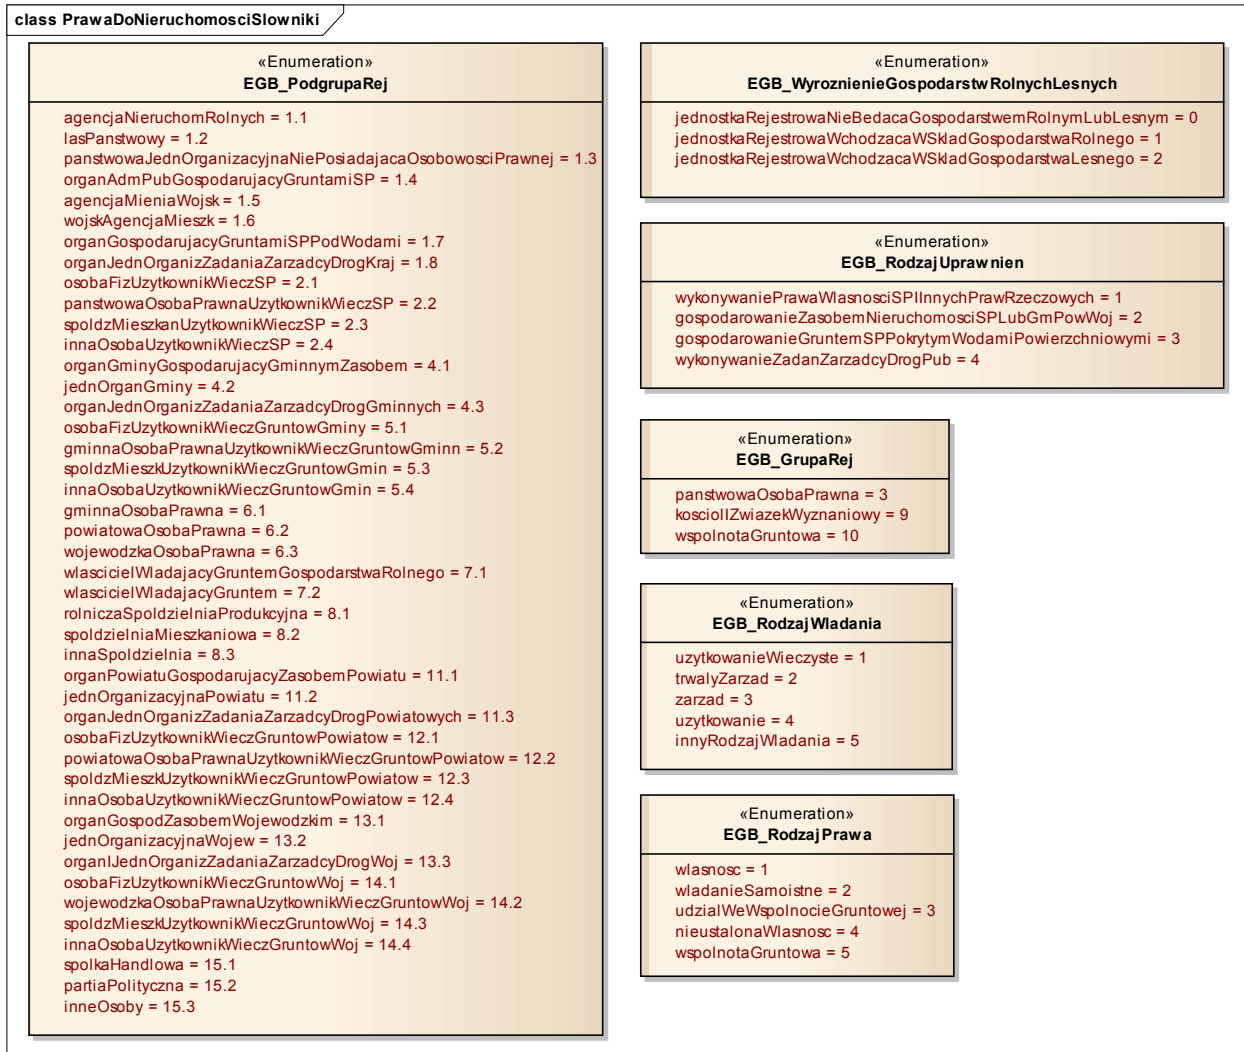 class PrawaDoNieruchomosciSlowniki
«Enumeration»
EGB_PodgrupaRej
agencjaNieruchomRolnych = 1.1
lasPanstwowy = 1.2
panstwowaJednOrganizacyjnaNiePosiadajacaOsobowosciPrawnej = 1.3
organAdmPubGospodarujacyGruntamiSP = 1.4
agencjaMieniaWojsk = 1.5
wojskAgencjaMieszk = 1.6
organGospodarujacyGruntamiSPPodWodami = 1.7
organJednOrganizZadaniaZarzadcyDrogKraj = 1.8
osobaFizUzytkownikWieczSP = 2.1
panstwowaOsobaPrawnaUzytkownikWieczSP = 2.2
spoldzMieszkanUzytkownikWieczSP = 2.3
innaOsobaUzytkownikWieczSP = 2.4
organGminyGospodarujacyGminnymZasobem = 4.1
jednOrganGminy = 4.2
organJednOrganizZadaniaZarzadcyDrogGminnych = 4.3
osobaFizUzytkownikWieczGruntowGminy = 5.1
gminnaOsobaPrawnaUzytkownikWieczGruntowGminn = 5.2
spoldzMieszkUzytkownikWieczGruntowGmin = 5.3
innaOsobaUzytkownikWieczGruntowGmin = 5.4
gminnaOsobaPrawna = 6.1
powiatowaOsobaPrawna = 6.2
wojewodzkaOsobaPrawna = 6.3
wlascicielWladajacyGruntemGospodarstwaRolnego = 7.1
wlascicielWladajacyGruntem = 7.2
rolniczaSpoldzielniaProdukcyjna = 8.1
spoldzielniaMieszkaniowa = 8.2
innaSpoldzielnia = 8.3
organPowiatuGospodarujacyZasobemPowiatu = 11.1
jednOrganizacyjnaPowiatu = 11.2
organJednOrganizZadaniaZarzadcyDrogPowiatowych = 11.3
osobaFizUzytkownikWieczGruntowPowiatow = 12.1
powiatowaOsobaPrawnaUzytkownikWieczGruntowPowiatow = 12.2
spoldzMieszkUzytkownikWieczGruntowPowiatow = 12.3
innaOsobaUzytkownikWieczGruntowPowiatow = 12.4
organGospodZasobemWojewodzkim = 13.1
jednOrganizacyjnaWojew = 13.2
organIJednOrganizZadaniaZarzadcyDrogWoj = 13.3
osobaFizUzytkownikWieczGruntowWoj = 14.1
wojewodzkaOsobaPrawnaUzytkownikWieczGruntowWoj = 14.2
spoldzMieszkUzytkownikWieczGruntowWoj = 14.3
innaOsobaUzytkownikWieczGruntowWoj = 14.4
spolkaHandlowa = 15.1
partiaPolityczna = 15.2
inneOsoby = 15.3
«Enumeration»
EGB_WyroznienieGospodarstwRolnychLesnych
jednostkaRejestrowaNieBedacaGospodarstwemRolnymLubLesnym = 0
jednostkaRejestrowaWchodzacaWSkladGospodarstwaRolnego = 1
jednostkaRejestrowaWchodzacaWSkladGospodarstwaLesnego = 2
«Enumeration»
EGB_RodzajUprawnien
wykonywaniePrawaWlasnosciSPIInnychPrawRzeczowych = 1
gospodarowanieZasobemNieruchomosciSPLubGmPowWoj = 2
gospodarowanieGruntemSPPokrytymWodamiPowierzchniowymi = 3
wykonywanieZadanZarzadcyDrogPub = 4
«Enumeration»
EGB_GrupaRej
panstwowaOsobaPrawna = 3
kosciolIZwiazekWyznaniowy = 9
wspolnotaGruntowa = 10
«Enumeration»
EGB_RodzajWladania
uzytkowanieWieczyste = 1
trwalyZarzad = 2
zarzad = 3
uzytkowanie = 4
innyRodzajWladania = 5
«Enumeration»
EGB_RodzajPrawa
wlasnosc = 1
wladanieSamoistne = 2
udzialWeWspolnocieGruntowej = 3
nieustalonaWlasnosc = 4
wspolnotaGruntowa = 5